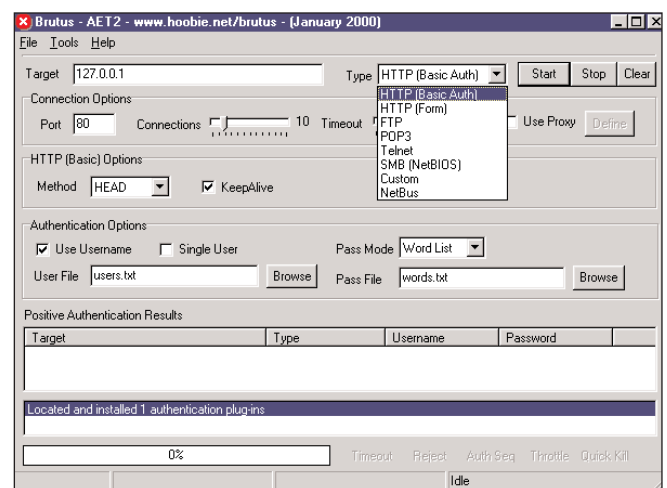 Brutus - AET2 - www.hoobie.net/brutus - (January 2000)
File Tools Help
Target 127.0.0.1 Type HTTP (Basic Auth) Start Stop Clear
HTTP (Basic Auth)
HTTP (Form)
FTP
POP3
Telnet
SMB (NetBIOS)
Custom
NetBus
Connection Options
Port 80 Connections 10 Timeout Use Proxy Define
HTTP (Basic) Options
Method HEAD KeepAlive
Authentication Options
Use Username Single User Pass Mode Word List
User File users.txt Browse Pass File words.txt Browse
Positive Authentication Results
Target Type Username Password
Located and installed 1 authentication plug-ins
0% Timeout Reject Auth Seq Throttle Quick Kill
Idle